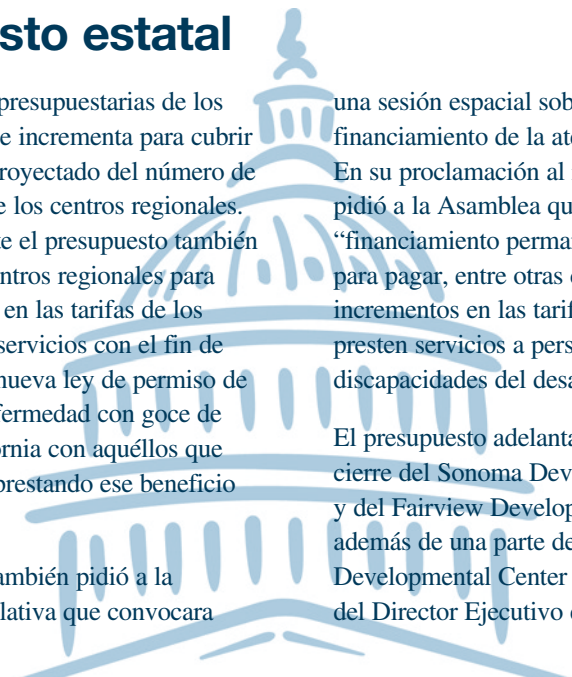 sto estatal
presupuestarias de los
e incrementa para cubrir
royectado del número de
e los centros regionales.
te el presupuesto también
entros regionales para
en las tarifas de los
servicios con el fin de
nueva ley de permiso de
fermedad con goce de
ornia con aquéllos que
prestando ese beneficio
ambién pidió a la
lativa que convocara
una sesión espacial sob
financiamiento de la ate
En su proclamación al
pidió a la Asamblea qu
“financiamiento perma
para pagar, entre otras
incrementos en las tarif
presten servicios a pers
discapacidades del desa
El presupuesto adelanta
cierre del Sonoma Dev
y del Fairview Develop
además de una parte de
Developmental Center
del Director Ejecutivo